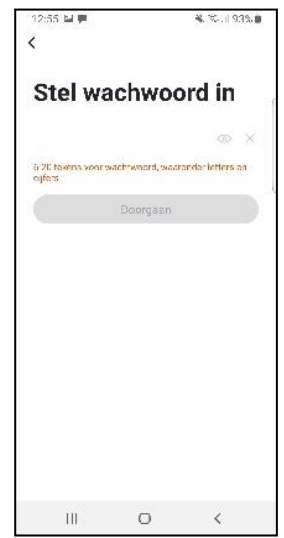 12:55 93%
Stel wachwoord in
6-20 tekens voor wachtwoord, waaronder letters en
cijfers
Doorgaan